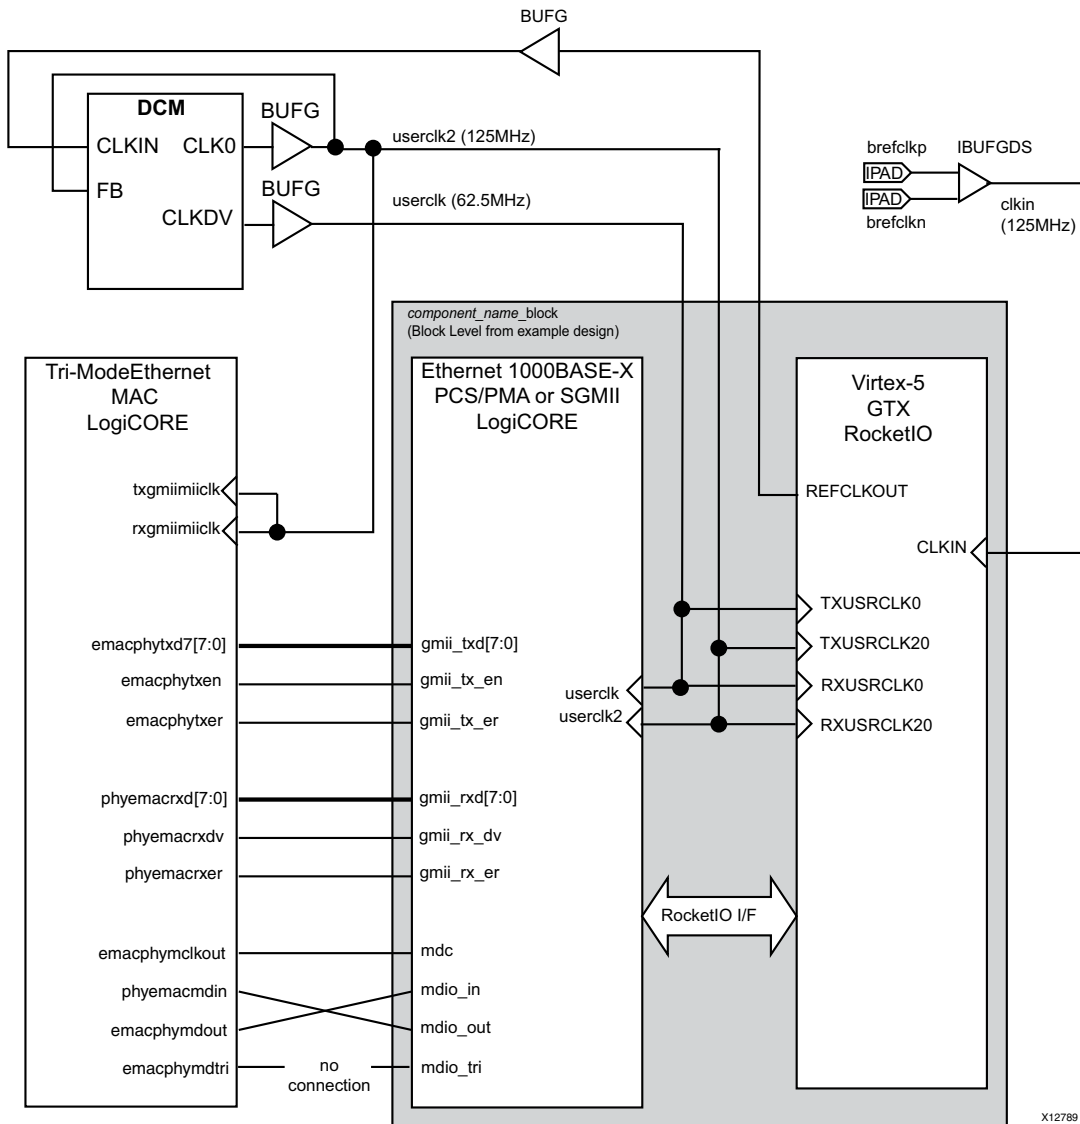 BUFG
DCM
BUFG
CLKIN
CLK0
userclk2 (125MHz)
brefclkp
IBUFGDS
IPAD
FB
BUFG
CLKDV
userclk (62.5MHz)
IPAD
brefclkn
clkin
(125MHz)
component_name_block
(Block Level from example design)
Tri-ModeEthernet
MAC
LogiCORE
Ethernet 1000BASE-X
PCS/PMA or SGMII
LogiCORE
Virtex-5
GTX
RocketIO
txgmiimiiclk
rxgmiimiiclk
REFCLKOUT
CLKIN
TXUSRCLK0
TXUSRCLK20
RXUSRCLK0
RXUSRCLK20
emacphytxd7[7:0]
gmii_txd[7:0]
emacphytxen
gmii_tx_en
userclk
userclk2
emacphytxer
gmii_tx_er
phyemacrxd[7:0]
gmii_rxd[7:0]
phyemacrxdv
gmii_rx_dv
phyemacrxer
gmii_rx_er
RocketIO I/F
emacphymclkout
mdc
phyemacmdin
mdio_in
emacphymdout
mdio_out
emacphymdtri
no
connection
mdio_tri
X12789